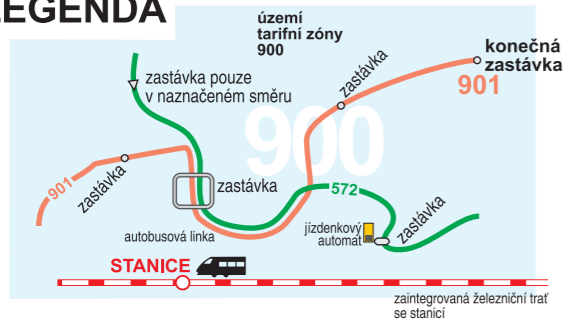 LEGENDA
území
tarifní zóny
900
konečná
zastávka
901
zastávka
zastávka pouze
v naznačeném směru
900
901
zastávka
zastávka
572
jízdenkový
automat
zastávka
autobusová linka
STANICE
zaintegrovaná železniční trať
se stanicí